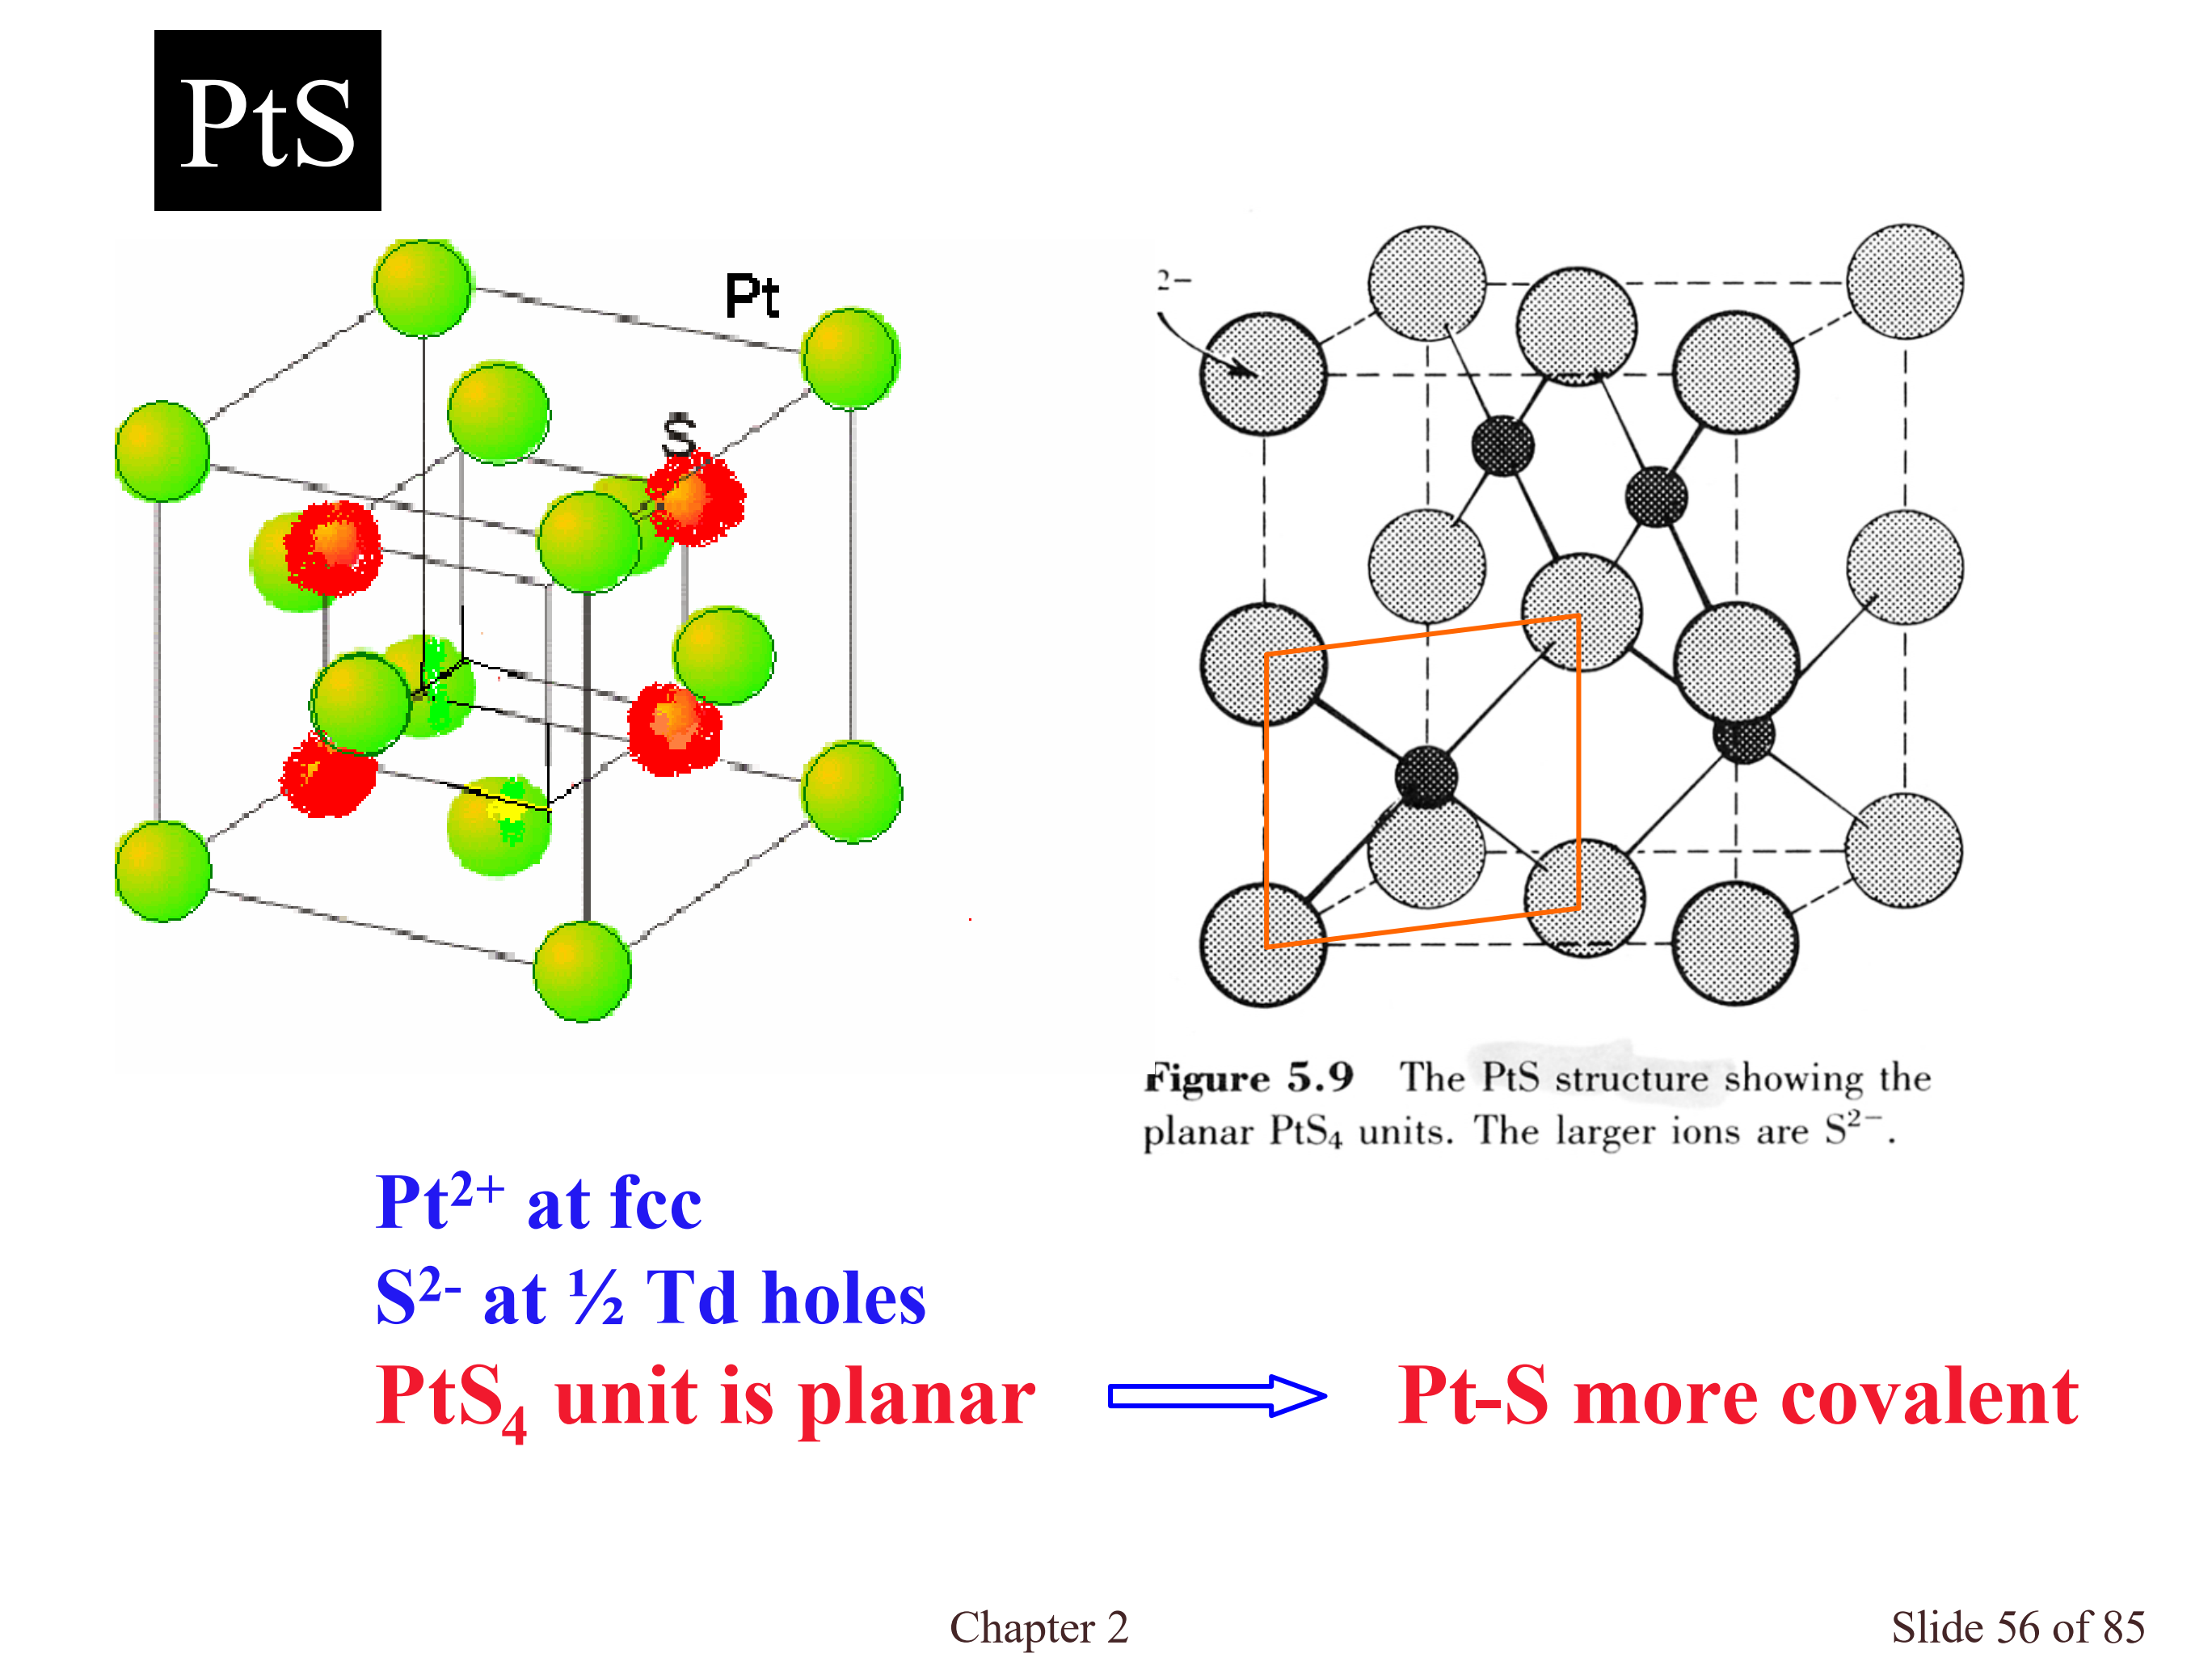 PtS
Pt
S
2−
Figure 5.9 The PtS structure showing the
planar PtS₄ units. The larger ions are S²⁻.
Pt²⁺ at fcc
S²⁻ at ½ Td holes
PtS₄ unit is planar
Pt-S more covalent
Chapter 2
Slide 56 of 85